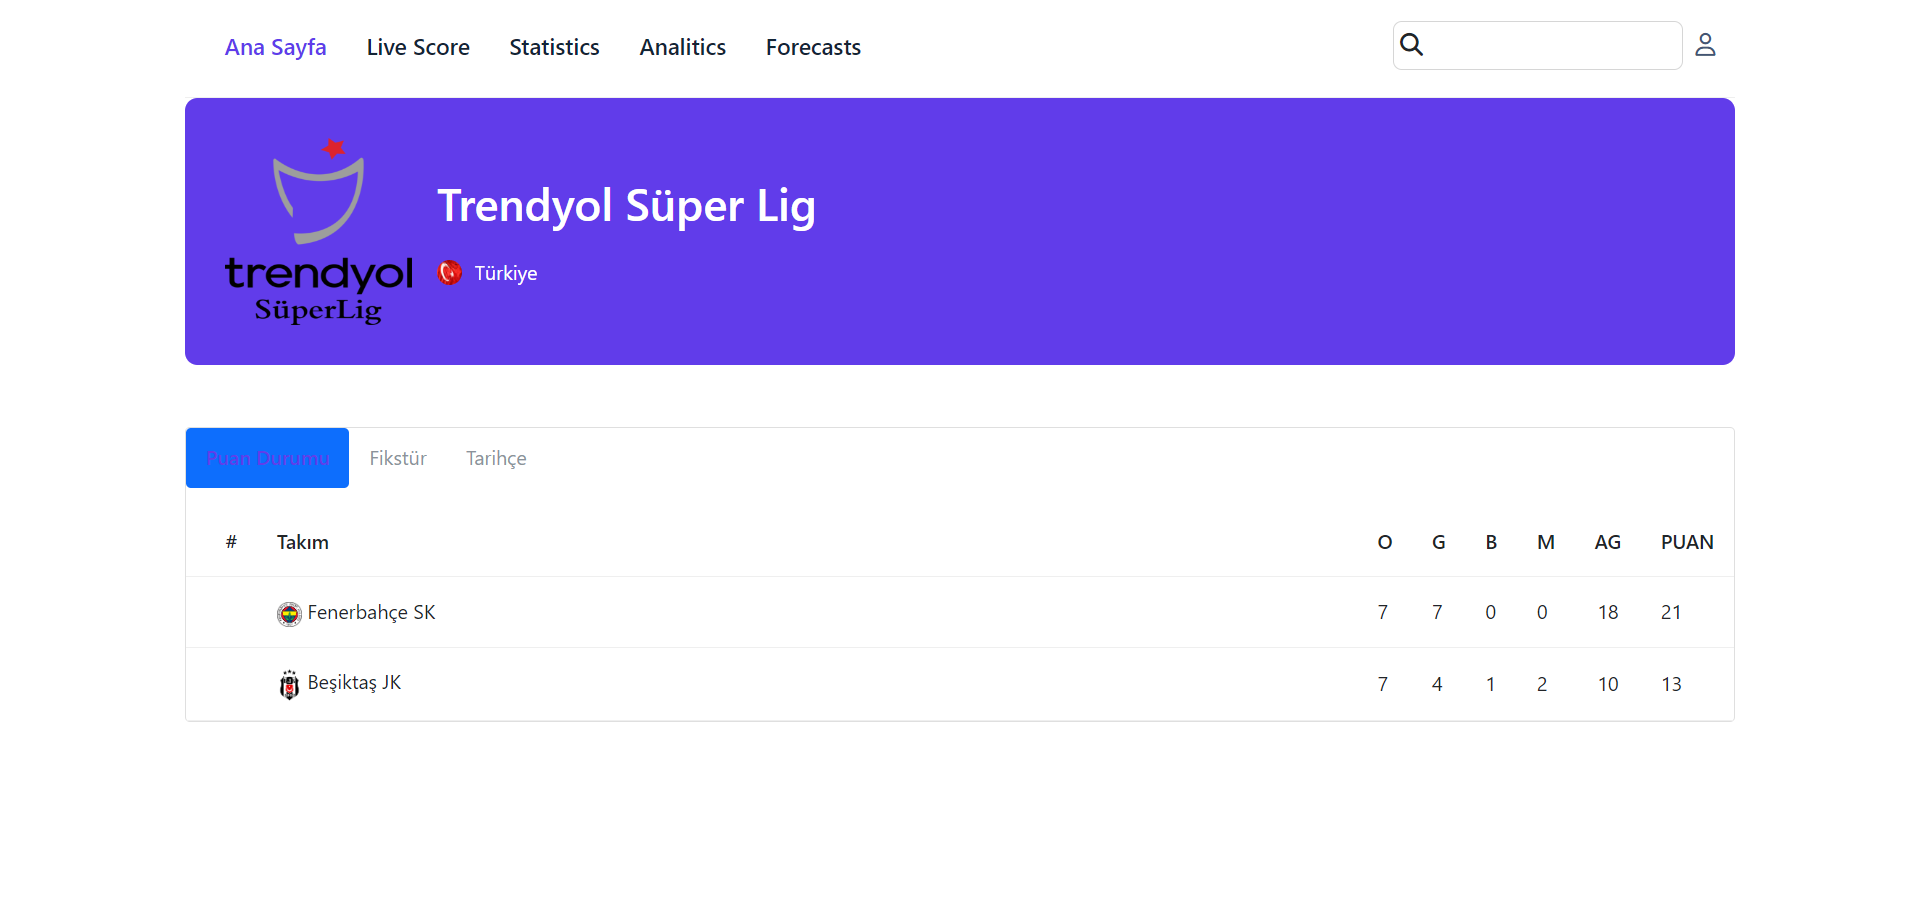 Ana Sayfa Live Score Statistics Analitics Forecasts
Trendyol Süper Lig
trendyol
SüperLig
Türkiye
Puan Durumu Fikstür Tarihçe
# Takım O G B M AG PUAN
Fenerbahçe SK 7 7 0 0 18 21
Beşiktaş JK 7 4 1 2 10 13